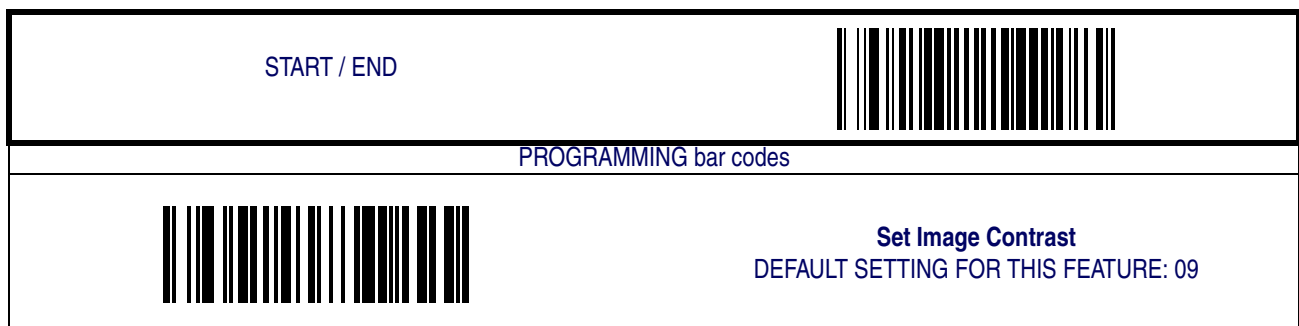 START / END
PROGRAMMING bar codes
Set Image Contrast
DEFAULT SETTING FOR THIS FEATURE: 09